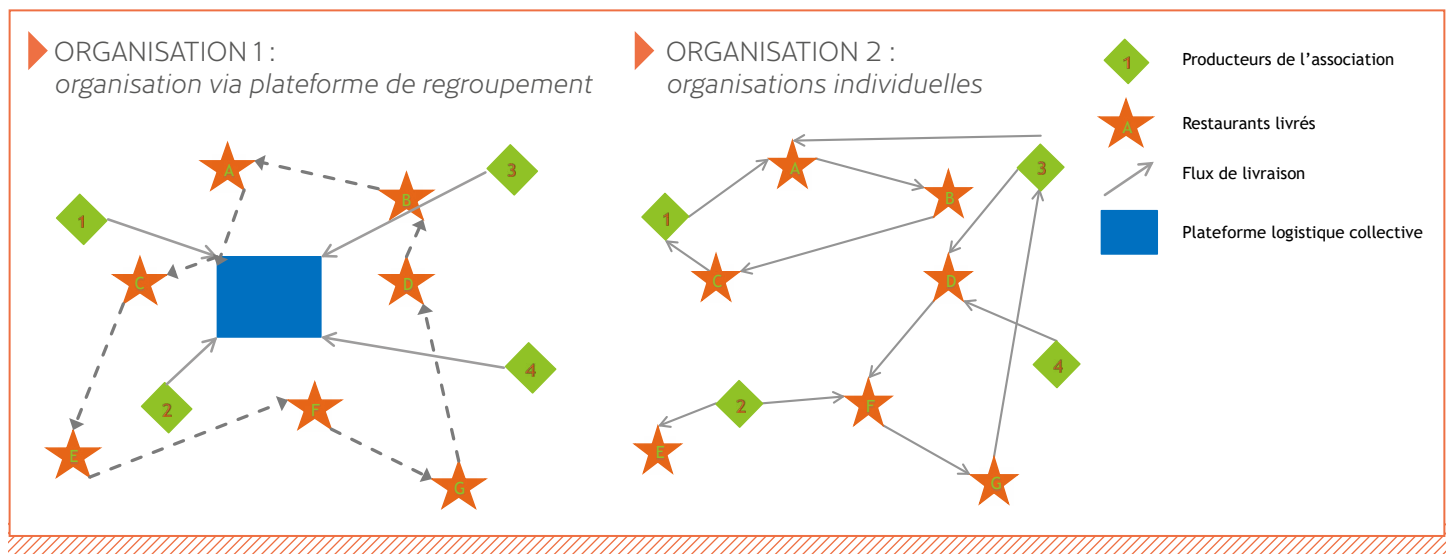 ORGANISATION 1 :
organisation via plateforme de regroupement
A
B
3
1
C
D
4
2
F
E
G
ORGANISATION 2 :
organisations individuelles
A
3
B
1
C
D
4
2
F
E
G
1
Producteurs de l’association
A
Restaurants livrés
Flux de livraison
Plateforme logistique collective